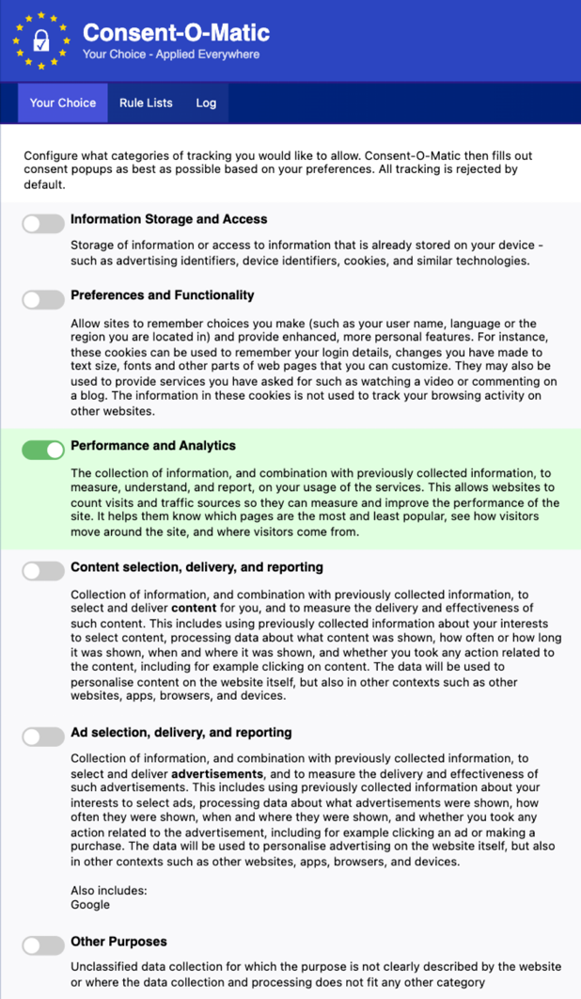 Consent-O-Matic
Your Choice - Applied Everywhere
Your Choice
Rule Lists
Log
Configure what categories of tracking you would like to allow. Consent-O-Matic then fills out
consent popups as best as possible based on your preferences. All tracking is rejected by
default.
Information Storage and Access
Storage of information or access to information that is already stored on your device -
such as advertising identifiers, device identifiers, cookies, and similar technologies.
Preferences and Functionality
Allow sites to remember choices you make (such as your user name, language or the
region you are located in) and provide enhanced, more personal features. For instance,
these cookies can be used to remember your login details, changes you have made to
text size, fonts and other parts of web pages that you can customize. They may also be
used to provide services you have asked for such as watching a video or commenting on
a blog. The information in these cookies is not used to track your browsing activity on
other websites.
Performance and Analytics
The collection of information, and combination with previously collected information, to
measure, understand, and report, on your usage of the services. This allows websites to
count visits and traffic sources so they can measure and improve the performance of the
site. It helps them know which pages are the most and least popular, see how visitors
move around the site, and where visitors come from.
Content selection, delivery, and reporting
Collection of information, and combination with previously collected information, to
select and deliver content for you, and to measure the delivery and effectiveness of
such content. This includes using previously collected information about your interests
to select content, processing data about what content was shown, how often or how long
it was shown, when and where it was shown, and whether you took any action related to
the content, including for example clicking on content. The data will be used to
personalise content on the website itself, but also in other contexts such as other
websites, apps, browsers, and devices.
Ad selection, delivery, and reporting
Collection of information, and combination with previously collected information, to
select and deliver advertisements, and to measure the delivery and effectiveness of
such advertisements. This includes using previously collected information about your
interests to select ads, processing data about what advertisements were shown, how
often they were shown, when and where they were shown, and whether you took any
action related to the advertisement, including for example clicking an ad or making a
purchase. The data will be used to personalise advertising on the website itself, but also
in other contexts such as other websites, apps, browsers, and devices.
Also includes:
Google
Other Purposes
Unclassified data collection for which the purpose is not clearly described by the website
or where the data collection and processing does not fit any other category